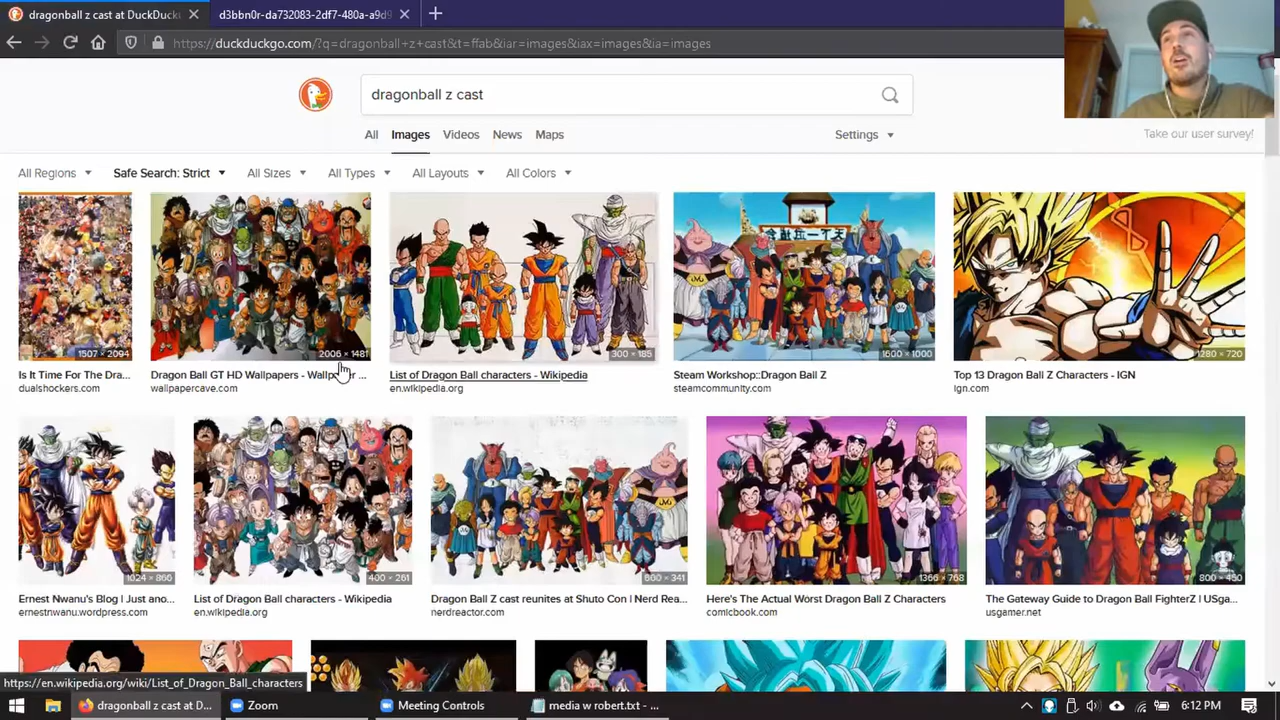 dragonball z cast at DuckDuck
d3bbn0r-da732083-2df7-480a-a9d9
https://duckduckgo.com/?q=dragonball+z+cast&t=ffab&iar=images&iax=images&ia=images
dragonball z cast
All Images Videos News Maps Settings
Take our user survey!
All Regions Safe Search: Strict All Sizes All Types All Layouts All Colors
1507 × 2094 2006 × 1481 300 × 185 1600 × 1000 1280 × 720
Is It Time For The Dra... Dragon Ball GT HD Wallpapers - Wallpaper ... List of Dragon Ball characters - Wikipedia Steam Workshop::Dragon Ball Z Top 13 Dragon Ball Z Characters - IGN
dualshockers.com wallpapercave.com en.wikipedia.org steamcommunity.com ign.com
1024 × 866 400 × 261 600 × 341 1366 × 768 800 × 450
Ernest Nwanu's Blog | Just ano... List of Dragon Ball characters - Wikipedia Dragon Ball Z cast reunites at Shuto Con | Nerd Rea... Here's The Actual Worst Dragon Ball Z Characters The Gateway Guide to Dragon Ball FighterZ | USga...
ernestnwanu.wordpress.com en.wikipedia.org nerdreactor.com comicbook.com usgamer.net
https://en.wikipedia.org/wiki/List_of_Dragon_Ball_characters
dragonball z cast at D... Zoom Meeting Controls media w robert.txt - ... 6:12 PM